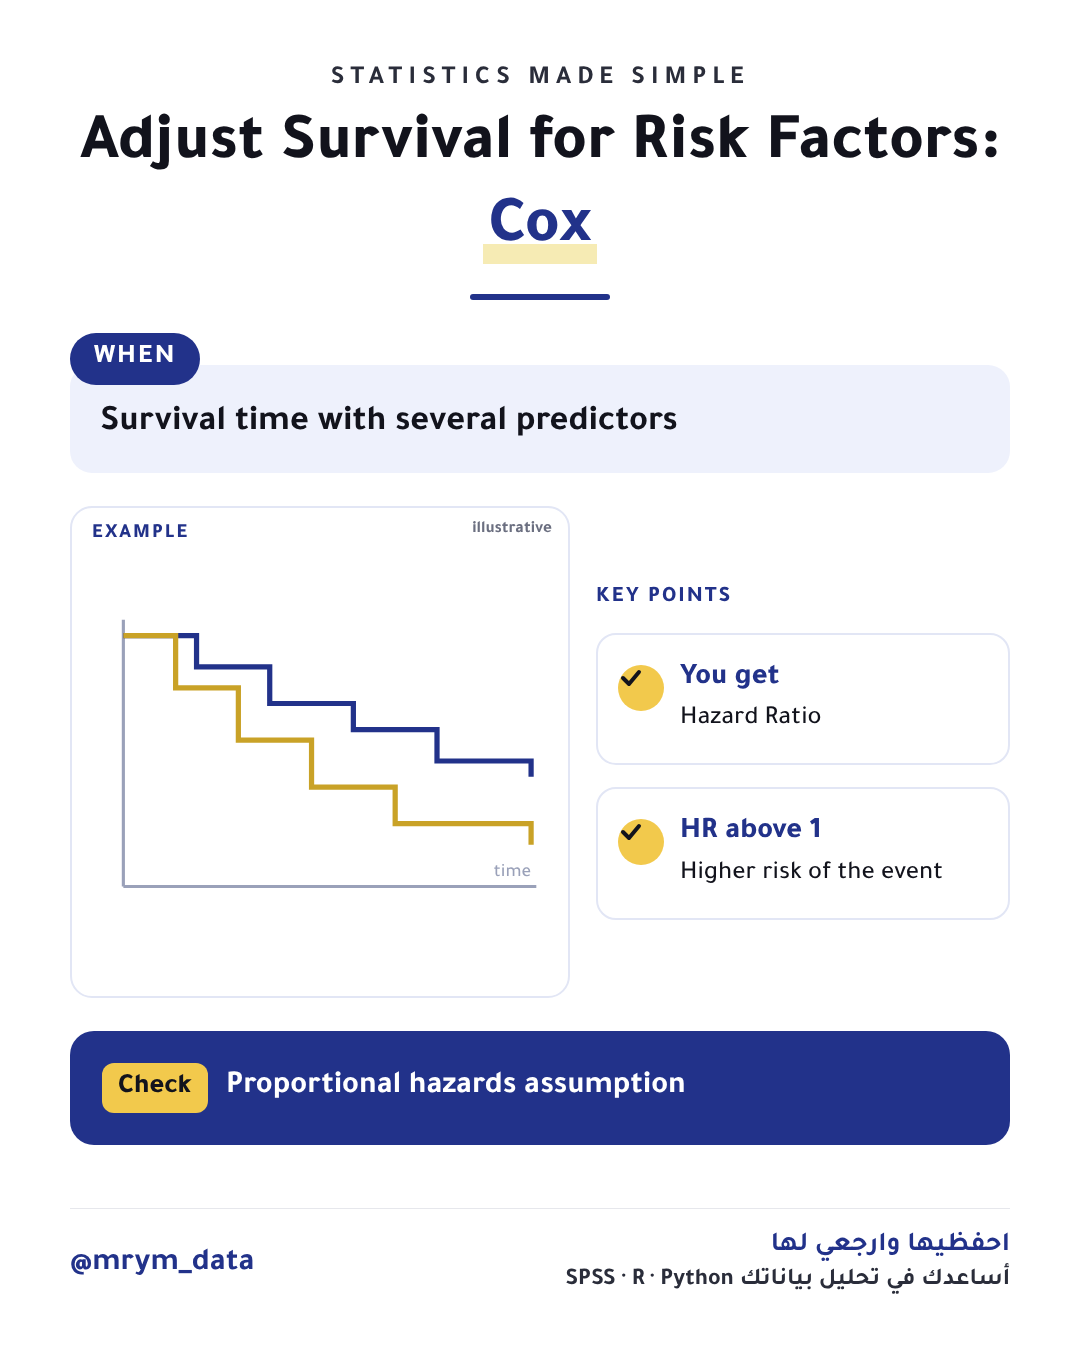 STATISTICS MADE SIMPLE
Adjust Survival for Risk Factors:
Cox
WHEN
Survival time with several predictors
EXAMPLE
illustrative
time
KEY POINTS
You get
Hazard Ratio
HR above 1
Higher risk of the event
Check
Proportional hazards assumption
@mrym_data
احفظيها وارجعي لها
أساعدك في تحليل بياناتك SPSS · R · Python